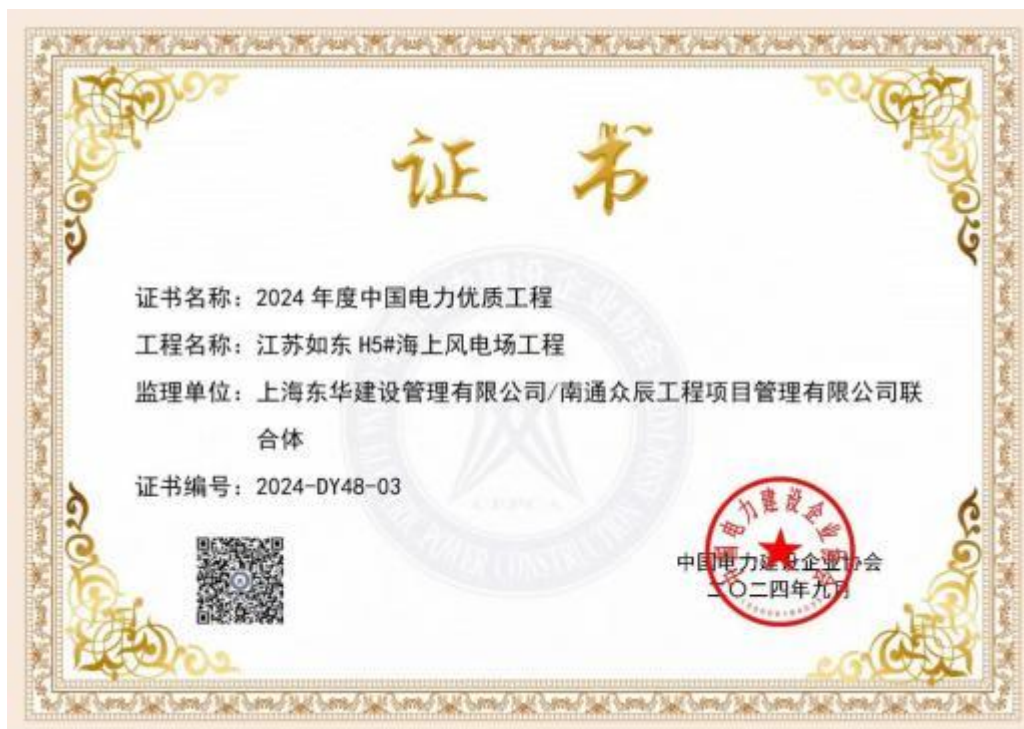 证书
证书名称：2024 年度中国电力优质工程
工程名称：江苏如东 H5#海上风电场工程
监理单位：上海东华建设管理有限公司/南通众辰工程项目管理有限公司联
合体
证书编号：2024-DY48-03
中国电力建设企业协会
二〇二四年九月